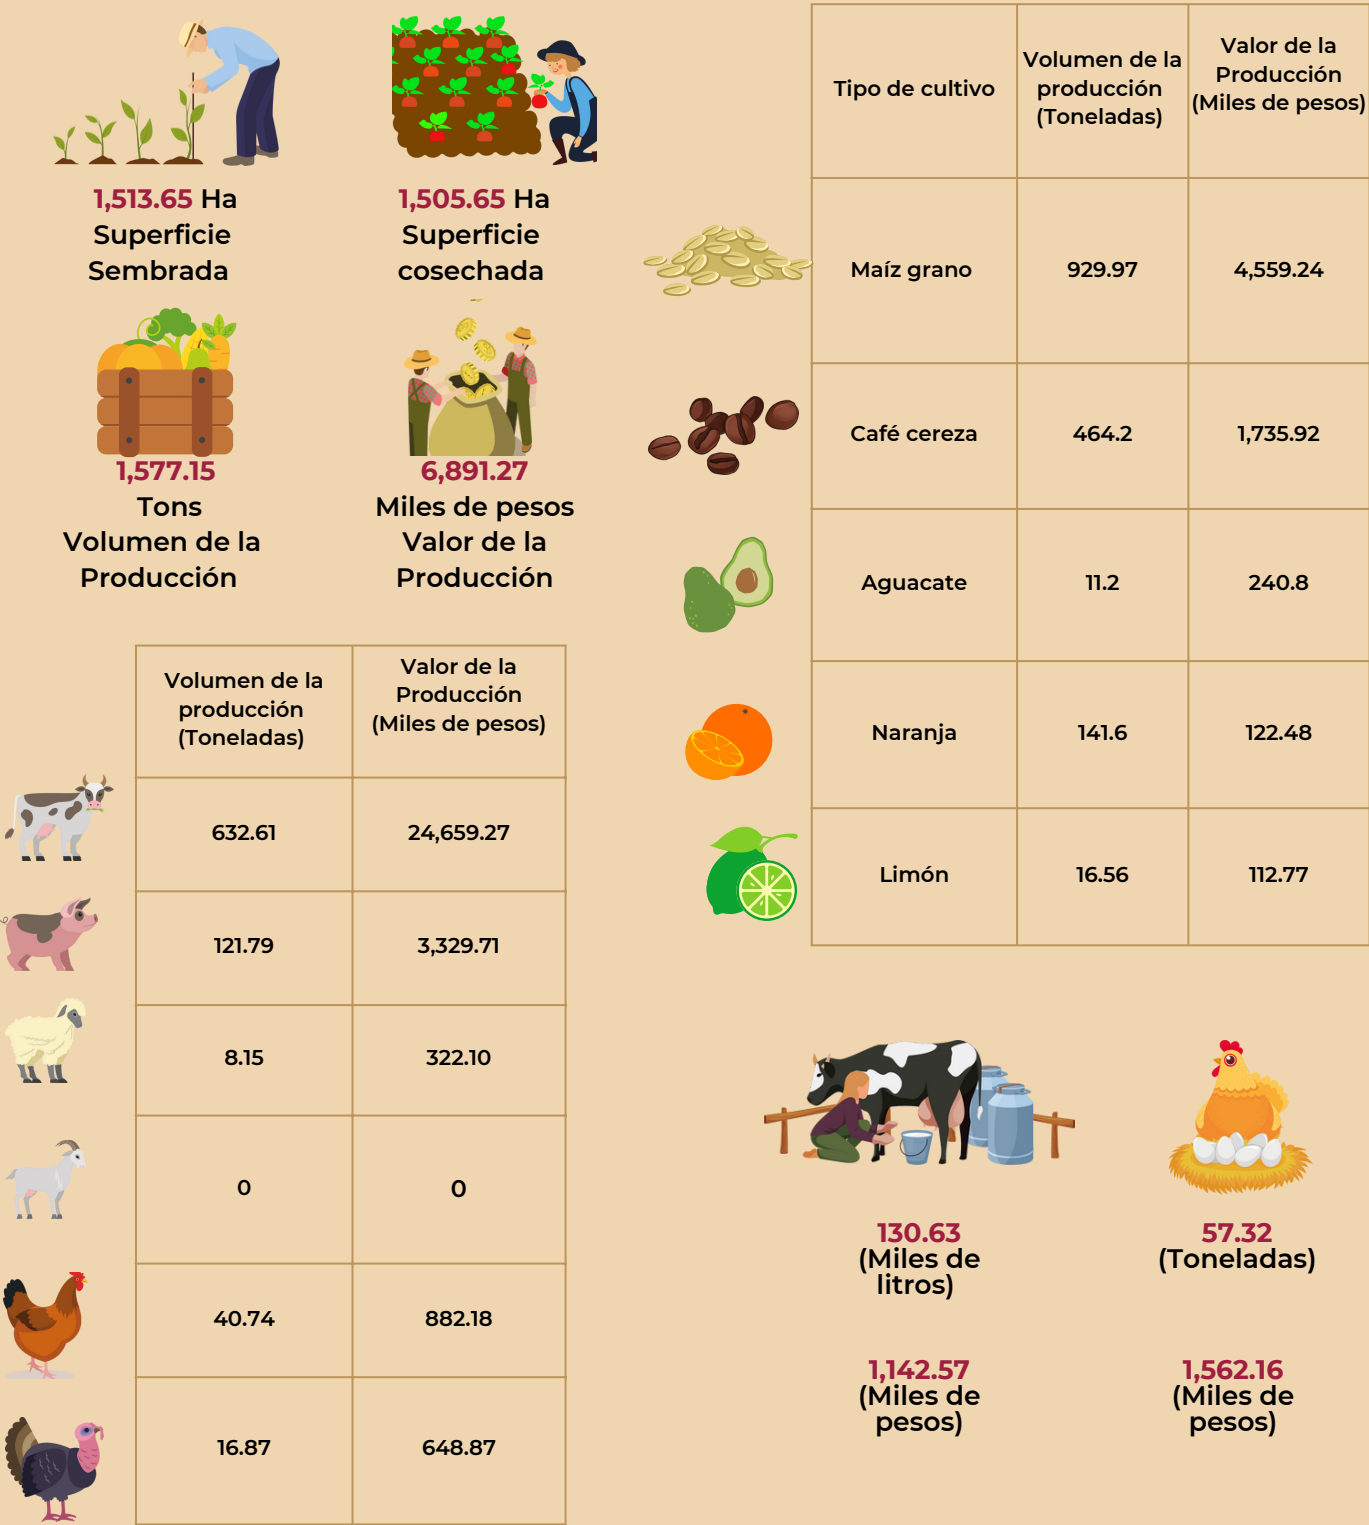 1,513.65 Ha
Superficie
Sembrada
1,505.65 Ha
Superficie
cosechada
1,577.15
Tons
Volumen de la
Producción
6,891.27
Miles de pesos
Valor de la
Producción
Tipo de cultivo
Volumen de la
producción
(Toneladas)
Valor de la
Producción
(Miles de pesos)
Maíz grano
929.97
4,559.24
Café cereza
464.2
1,735.92
Aguacate
11.2
240.8
Naranja
141.6
122.48
Limón
16.56
112.77
Volumen de la
producción
(Toneladas)
Valor de la
Producción
(Miles de pesos)
632.61
24,659.27
121.79
3,329.71
8.15
322.10
0
0
40.74
882.18
16.87
648.87
130.63
(Miles de
litros)
1,142.57
(Miles de
pesos)
57.32
(Toneladas)
1,562.16
(Miles de
pesos)